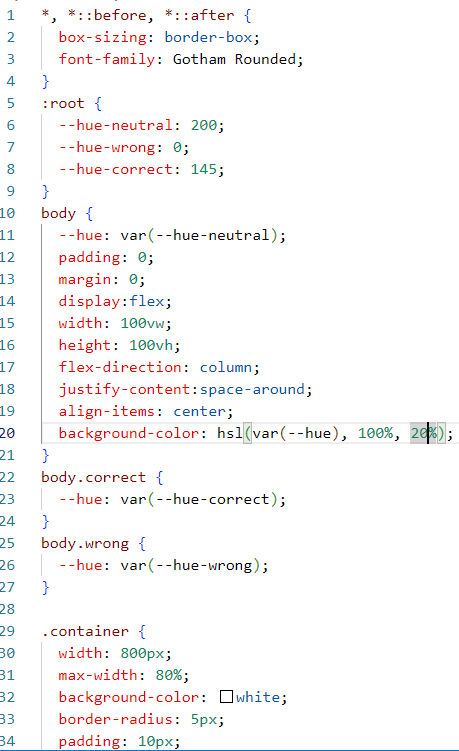 1 *, *::before, *::after {
2 box-sizing: border-box;
3 font-family: Gotham Rounded;
4 }
5 :root {
6 --hue-neutral: 200;
7 --hue-wrong: 0;
8 --hue-correct: 145;
9 }
10 body {
11 --hue: var(--hue-neutral);
12 padding: 0;
13 margin: 0;
14 display:flex;
15 width: 100vw;
16 height: 100vh;
17 flex-direction: column;
18 justify-content:space-around;
19 align-items: center;
20 background-color: hsl(var(--hue), 100%, 20%);
21 }
22 body.correct {
23 --hue: var(--hue-correct);
24 }
25 body.wrong {
26 --hue: var(--hue-wrong);
27 }
28
29 .container {
30 width: 800px;
31 max-width: 80%;
32 background-color: white;
33 border-radius: 5px;
34 padding: 10px;